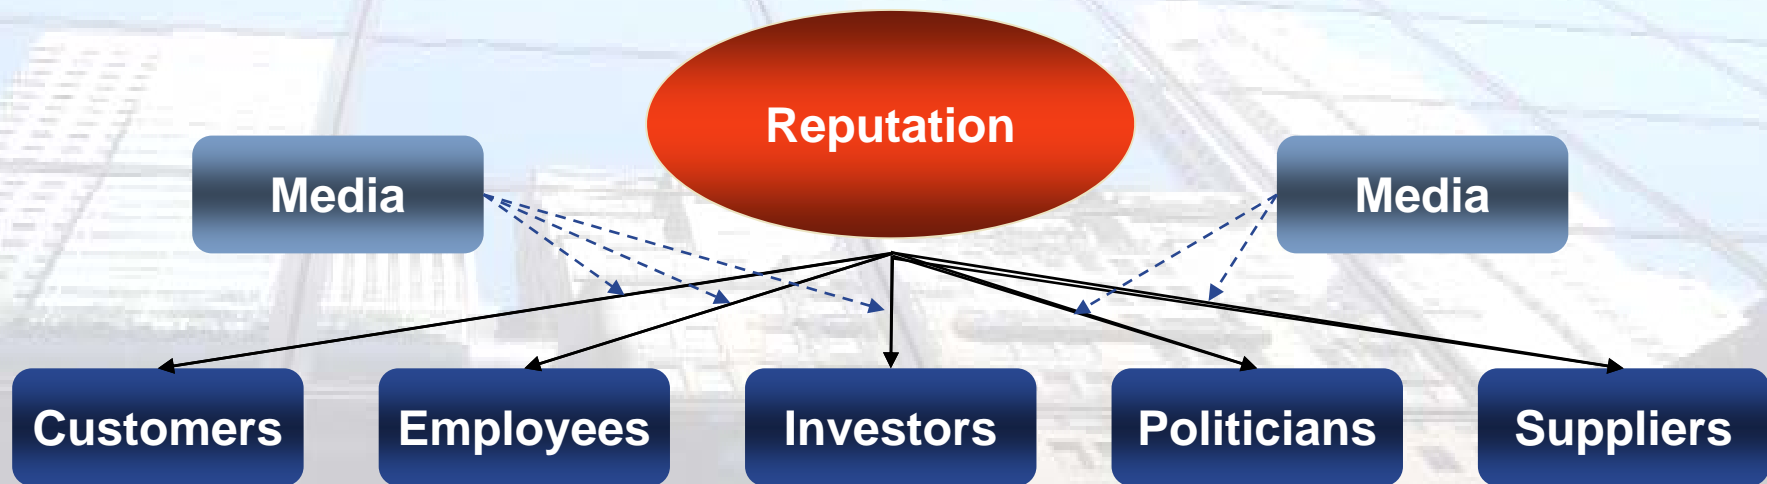 Reputation
Media
Media
Customers
Employees
Investors
Politicians
Suppliers